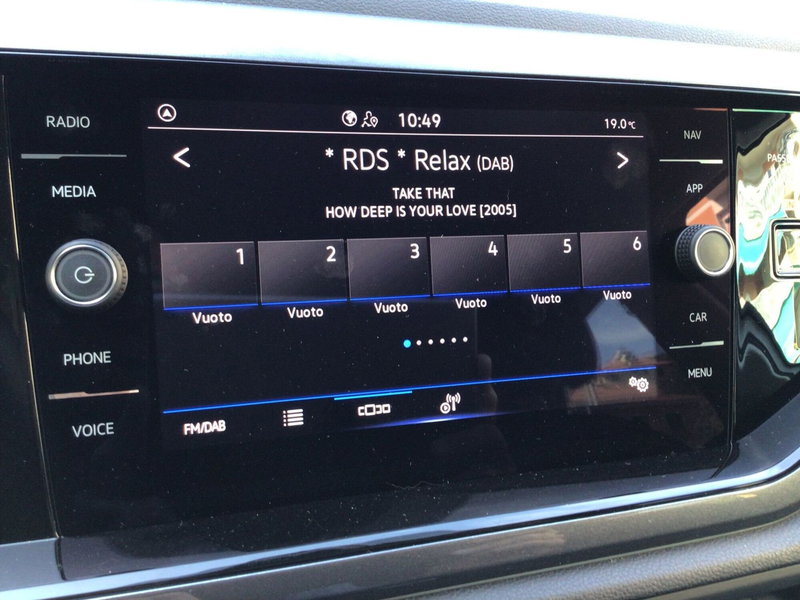 RADIO
MEDIA
PHONE
VOICE
10:49
19.0°C
* RDS * Relax (DAB)
TAKE THAT
HOW DEEP IS YOUR LOVE [2005]
1 2 3 4 5 6
Vuoto Vuoto Vuoto Vuoto Vuoto Vuoto
FM/DAB
NAV
APP
CAR
MENU